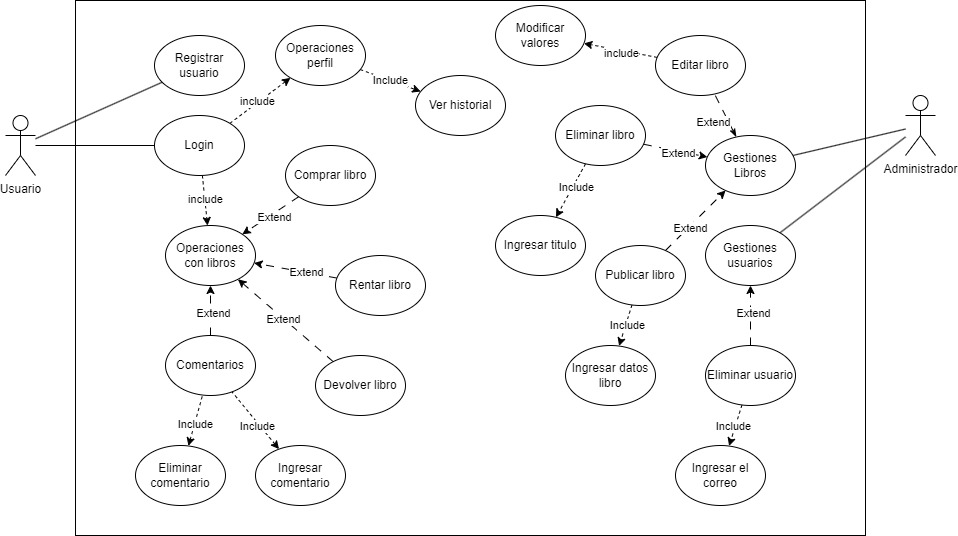 Modificar
valores
Operaciones
perfil
Registrar
usuario
include
Editar libro
Include
include
Ver historial
Extend
Eliminar libro
Login
Extend
Gestiones
Libros
Administrador
Usuario
Comprar libro
include
Include
Extend
Extend
Operaciones
con libros
Ingresar titulo
Gestiones
usuarios
Extend
Rentar libro
Publicar libro
Extend
Extend
Extend
Include
Comentarios
Devolver libro
Ingresar datos
libro
Eliminar usuario
Include
Include
Include
Eliminar
comentario
Ingresar
comentario
Ingresar el
correo